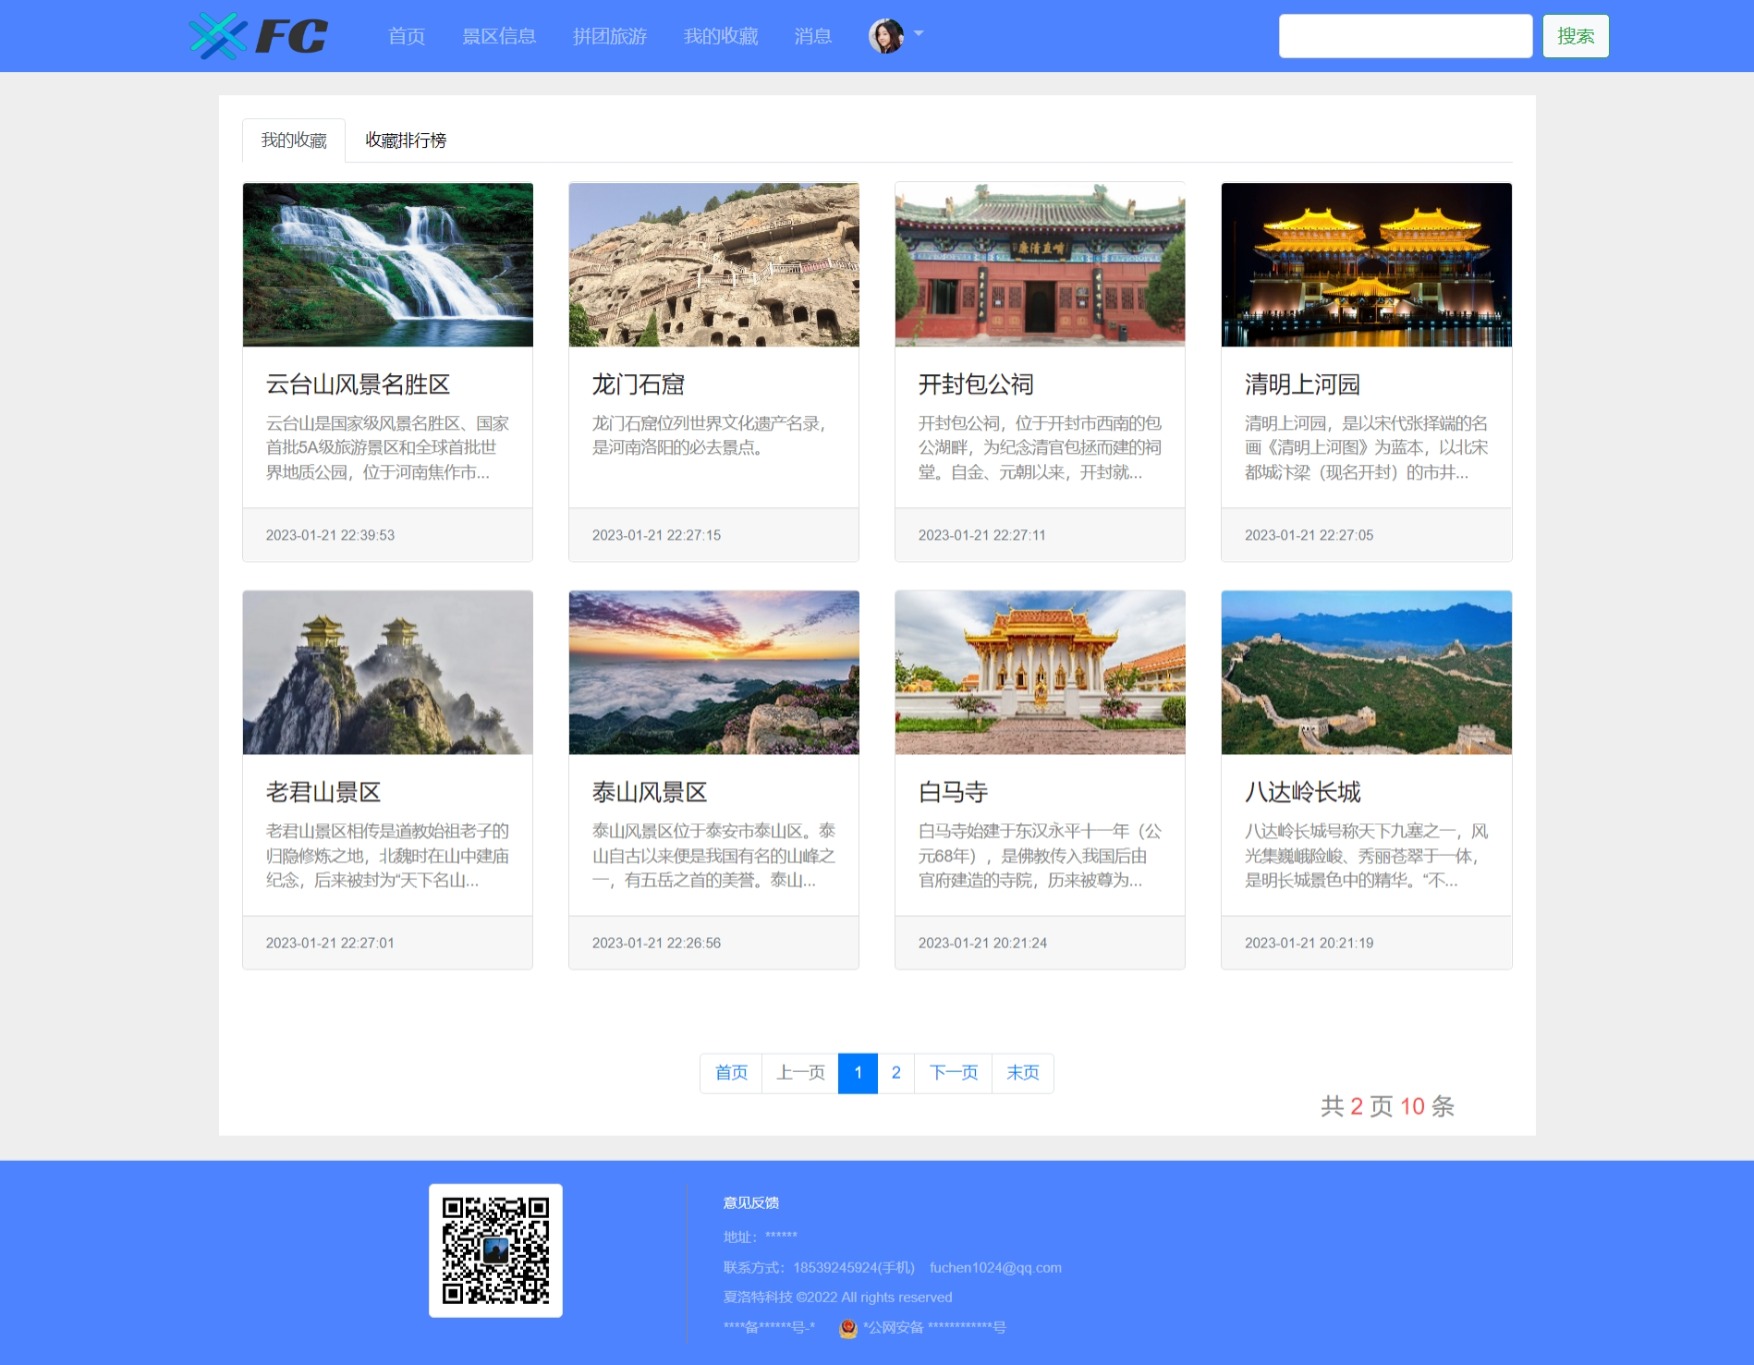 FC
首页 景区信息 拼团旅游 我的收藏 消息
搜索
我的收藏 收藏排行榜
云台山风景名胜区
云台山是国家级风景名胜区、国家
首批5A级旅游景区和全球首批世
界地质公园，位于河南焦作市...
2023-01-21 22:39:53
龙门石窟
龙门石窟位列世界文化遗产名录，
是河南洛阳的必去景点。
2023-01-21 22:27:15
开封包公祠
开封包公祠，位于开封市西南的包
公湖畔，为纪念清官包拯而建的祠
堂。自金、元朝以来，开封就...
2023-01-21 22:27:11
清明上河园
清明上河园，是以宋代张择端的名
画《清明上河图》为蓝本，以北宋
都城汴梁（现名开封）的市井...
2023-01-21 22:27:05
老君山景区
老君山景区相传是道教始祖老子的
归隐修炼之地，北魏时在山中建庙
纪念，后来被封为“天下名山...
2023-01-21 22:27:01
泰山风景区
泰山风景区位于泰安市泰山区。泰
山自古以来便是我国有名的山峰之
一，有五岳之首的美誉。泰山...
2023-01-21 22:26:56
白马寺
白马寺始建于东汉永平十一年（公
元68年），是佛教传入我国后由
官府建造的寺院，历来被尊为...
2023-01-21 20:21:24
八达岭长城
八达岭长城号称天下九塞之一，风
光集巍峨险峻、秀丽苍翠于一体，
是明长城景色中的精华。“不...
2023-01-21 20:21:19
首页 上一页 1 2 下一页 末页
共 2 页 10 条
意见反馈
地址：******
联系方式：18539245924(手机) fuchen1024@qq.com
夏洛特科技 ©2022 All rights reserved
****备******号-* *公网安备 ************号